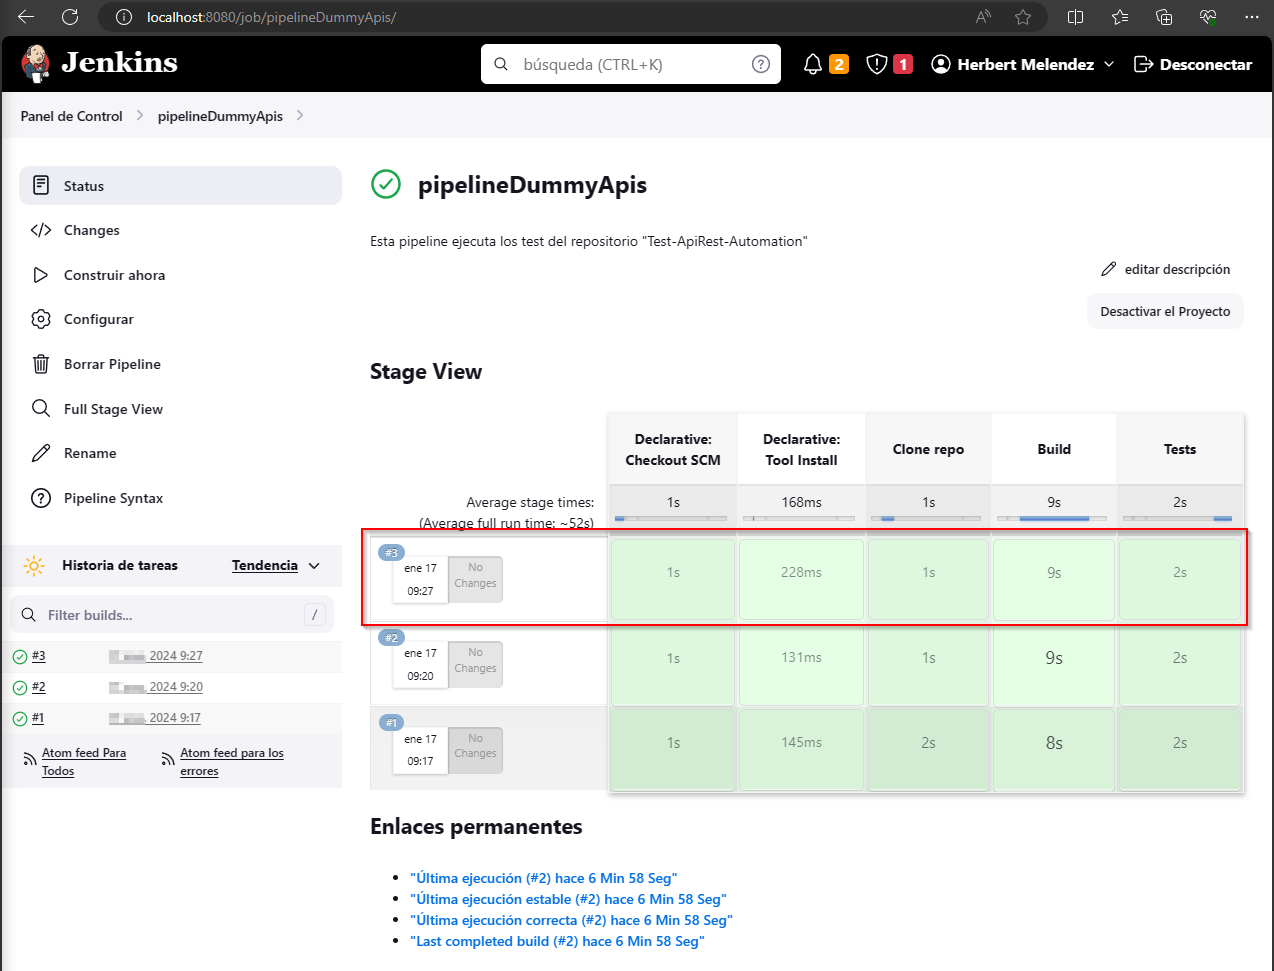 localhost:8080/job/pipelineDummyApis/
Jenkins
búsqueda (CTRL+K)
2
1
Herbert Melendez
Desconectar
Panel de Control
pipelineDummyApis
Status
Changes
Construir ahora
Configurar
Borrar Pipeline
Full Stage View
Rename
Pipeline Syntax
Historia de tareas
Tendencia
Filter builds...
/
#3 2024 9:27
#2 2024 9:20
#1 2024 9:17
Atom feed Para
Todos
Atom feed para los
errores
pipelineDummyApis
Esta pipeline ejecuta los test del repositorio "Test-ApiRest-Automation"
editar descripción
Desactivar el Proyecto
Stage View
Declarative:
Checkout SCM
Declarative:
Tool Install
Clone repo
Build
Tests
Average stage times:
(Average full run time: ~52s)
1s
168ms
1s
9s
2s
#3
ene 17
09:27
No
Changes
1s
228ms
1s
9s
2s
#2
ene 17
09:20
No
Changes
1s
131ms
1s
9s
2s
#1
ene 17
09:17
No
Changes
1s
145ms
2s
8s
2s
Enlaces permanentes
"Última ejecución (#2) hace 6 Min 58 Seg"
"Última ejecución estable (#2) hace 6 Min 58 Seg"
"Última ejecución correcta (#2) hace 6 Min 58 Seg"
"Last completed build (#2) hace 6 Min 58 Seg"